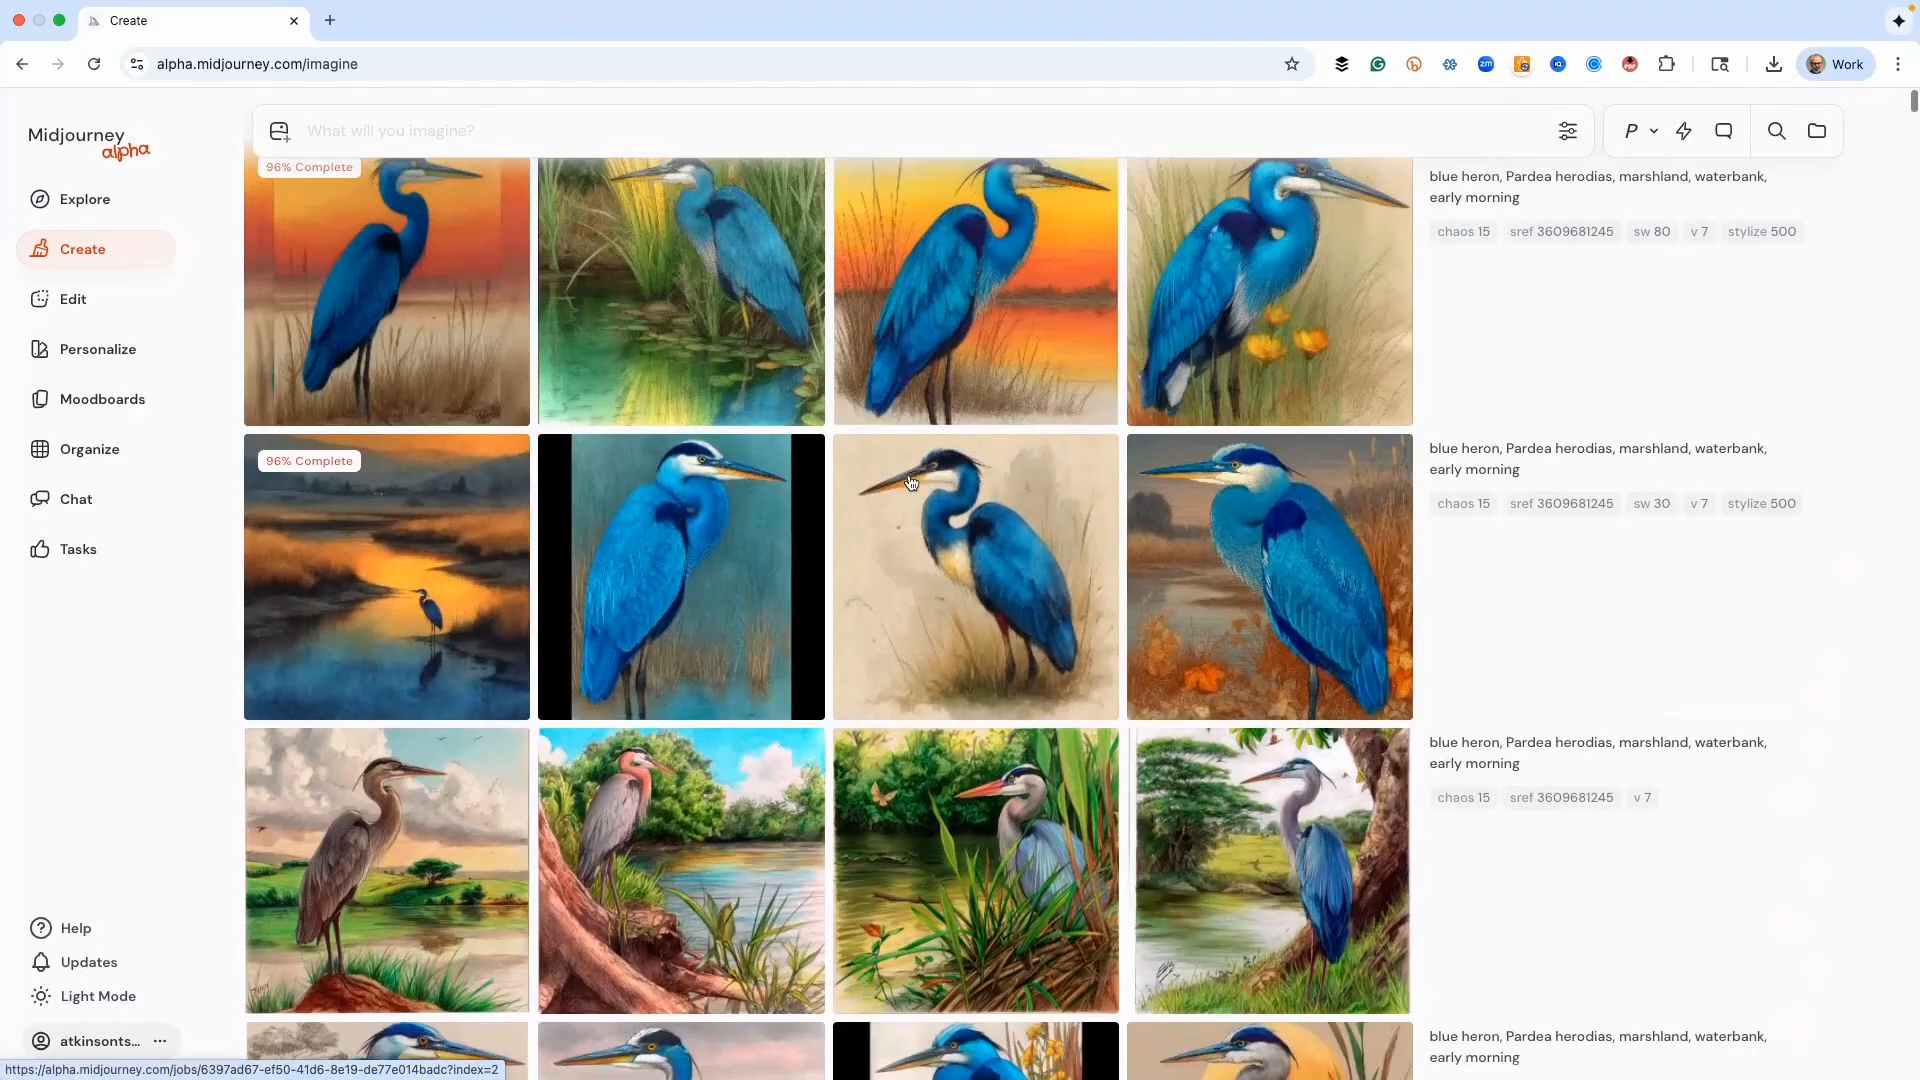 Create
alpha.midjourney.com/imagine
Work
Midjourney
alpha
What will you imagine?
P
Explore
Create
Edit
Personalize
Moodboards
Organize
Chat
Tasks
Help
Updates
Light Mode
atkinsonts...
96% Complete
blue heron, Pardea herodias, marshland, waterbank,
early morning
chaos 15 sref 3609681245 sw 80 v 7 stylize 500
96% Complete
blue heron, Pardea herodias, marshland, waterbank,
early morning
chaos 15 sref 3609681245 sw 30 v 7 stylize 500
blue heron, Pardea herodias, marshland, waterbank,
early morning
chaos 15 sref 3609681245 v 7
blue heron, Pardea herodias, marshland, waterbank,
early morning
https://alpha.midjourney.com/jobs/6397ad67-ef50-41d6-8e19-de77e014badc?index=2